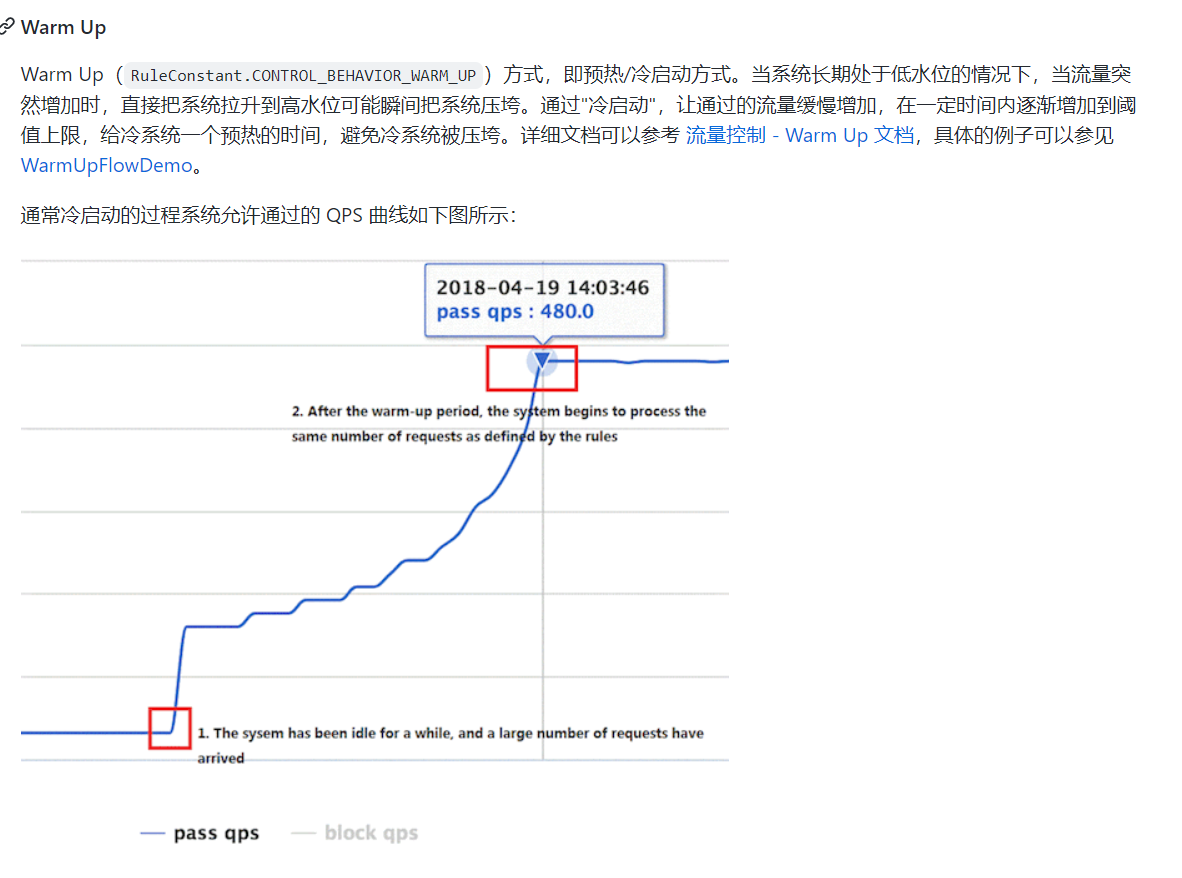 Warm Up
Warm Up（RuleConstant.CONTROL_BEHAVIOR_WARM_UP）方式，即预热/冷启动方式。当系统长期处于低水位的情况下，当流量突
然增加时，直接把系统拉升到高水位可能瞬间把系统压垮。通过"冷启动"，让通过的流量缓慢增加，在一定时间内逐渐增加到阈
值上限，给冷系统一个预热的时间，避免冷系统被压垮。详细文档可以参考 流量控制 - Warm Up 文档，具体的例子可以参见
WarmUpFlowDemo。
通常冷启动的过程系统允许通过的 QPS 曲线如下图所示：
2018-04-19 14:03:46
pass qps : 480.0
2. After the warm-up period, the system begins to process the
same number of requests as defined by the rules
1. The sysem has been idle for a while, and a large number of requests have
arrived
pass qps
block qps